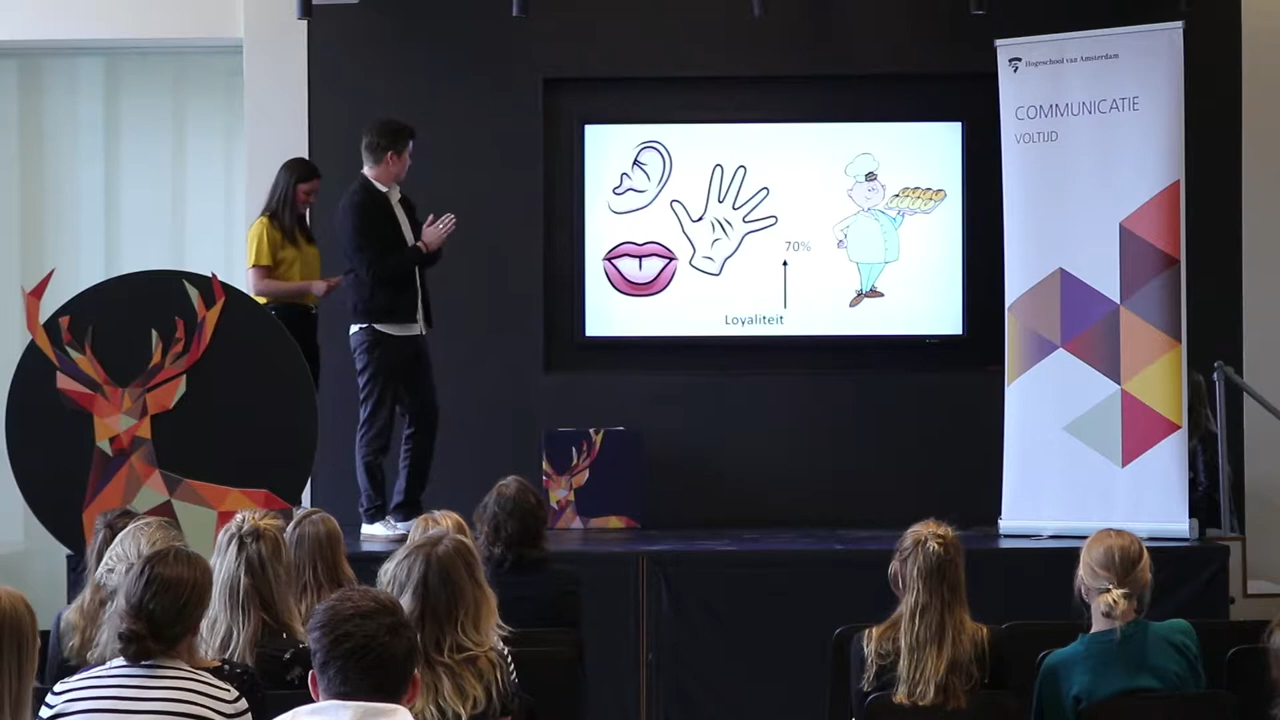 70%
Loyaliteit
Hogeschool van Amsterdam
COMMUNICATIE
VOLTIJD